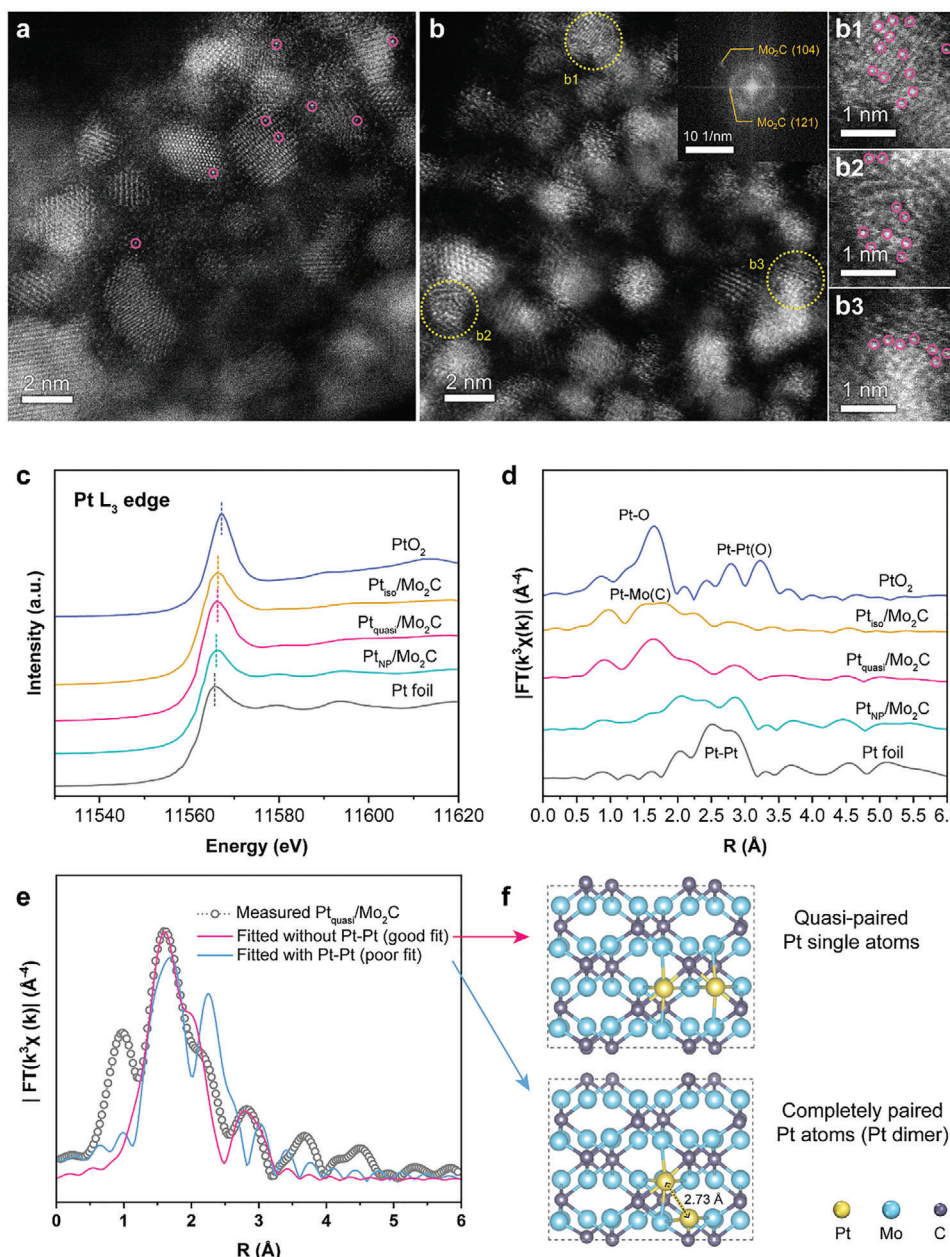 a
2 nm
b
b1
b2
b3
Mo₂C (104)
Mo₂C (121)
10 1/nm
2 nm
b1
1 nm
b2
1 nm
b3
1 nm
c
Pt L₃ edge
PtO₂
Pt_iso/Mo₂C
Pt_quasi/Mo₂C
Pt_NP/Mo₂C
Pt foil
Intensity (a.u.)
11540 11560 11580 11600 11620
Energy (eV)
d
Pt-O
Pt-Pt(O)
PtO₂
Pt-Mo(C)
Pt_iso/Mo₂C
Pt_quasi/Mo₂C
Pt_NP/Mo₂C
Pt-Pt
Pt foil
|FT(k³χ(k)| (Å⁻⁴)
0.0 0.5 1.0 1.5 2.0 2.5 3.0 3.5 4.0 4.5 5.0 5.5 6.
R (Å)
e
Measured Pt_quasi/Mo₂C
Fitted without Pt-Pt (good fit)
Fitted with Pt-Pt (poor fit)
| FT(k³χ (k)| (Å⁻⁴)
0 1 2 3 4 5 6
R (Å)
f
Quasi-paired
Pt single atoms
Completely paired
Pt atoms (Pt dimer)
2.73 Å
Pt Mo C